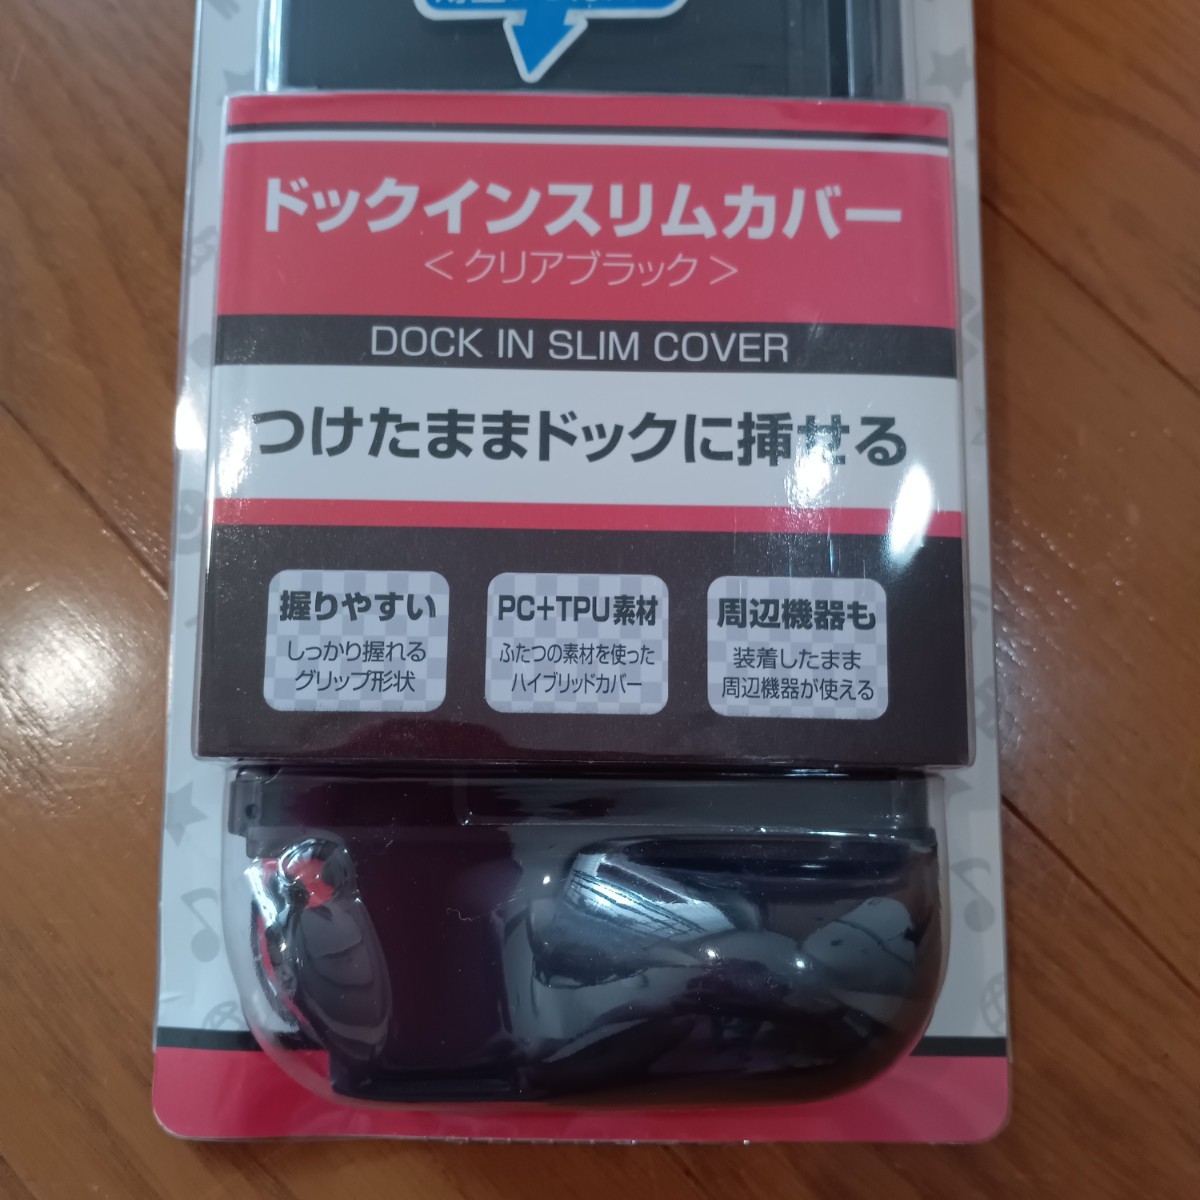 ドックインスリムカバー
＜クリアブラック＞
DOCK IN SLIM COVER
つけたままドックに挿せる
握りやすい
しっかり握れる
グリップ形状
PC+TPU素材
ふたつの素材を使った
ハイブリッドカバー
周辺機器も
装着したまま
周辺機器が使える